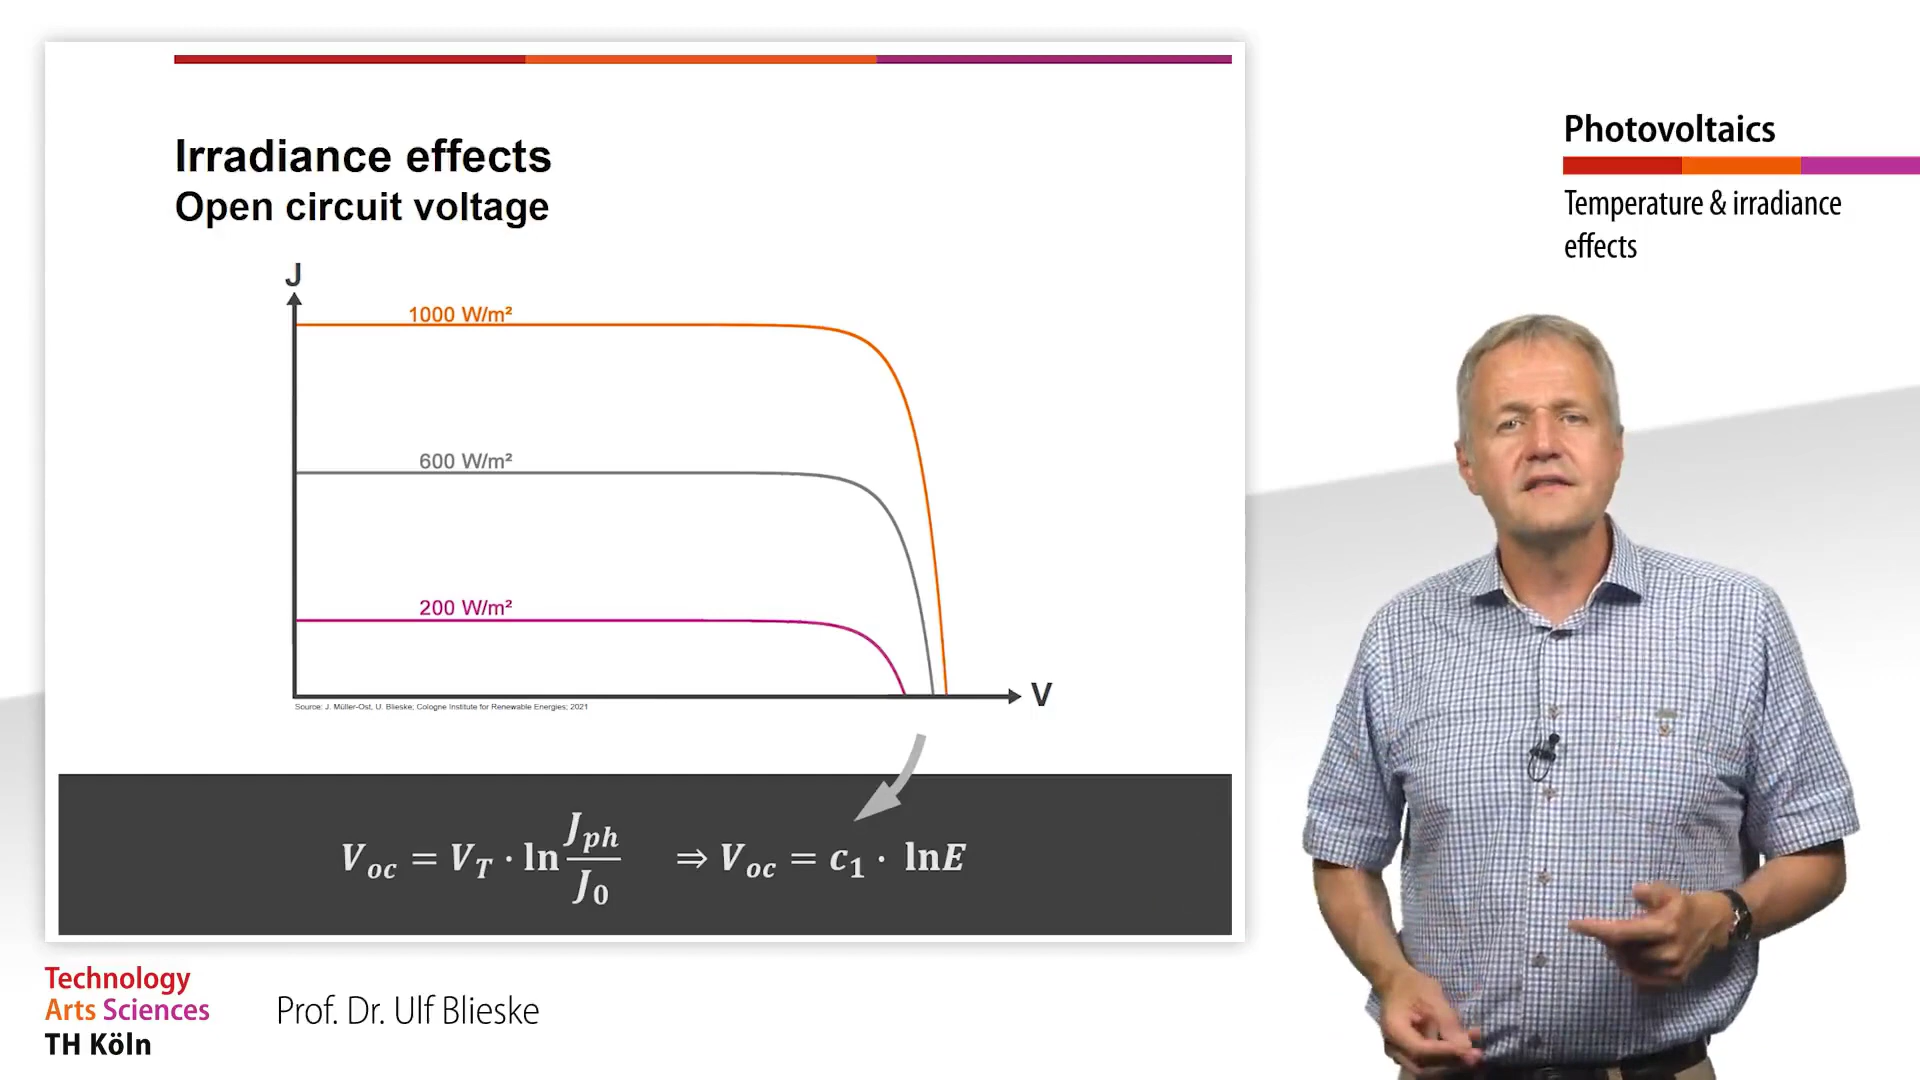 Irradiance effects
Open circuit voltage
J
1000 W/m²
600 W/m²
200 W/m²
V
Source: J. Müller-Ost, U. Blieske; Cologne Institute for Renewable Energies; 2021
V_oc = V_T · ln J_ph / J_0 ⇒ V_oc = c_1 · lnE
Photovoltaics
Temperature & irradiance
effects
Technology
Arts Sciences
TH Köln
Prof. Dr. Ulf Blieske